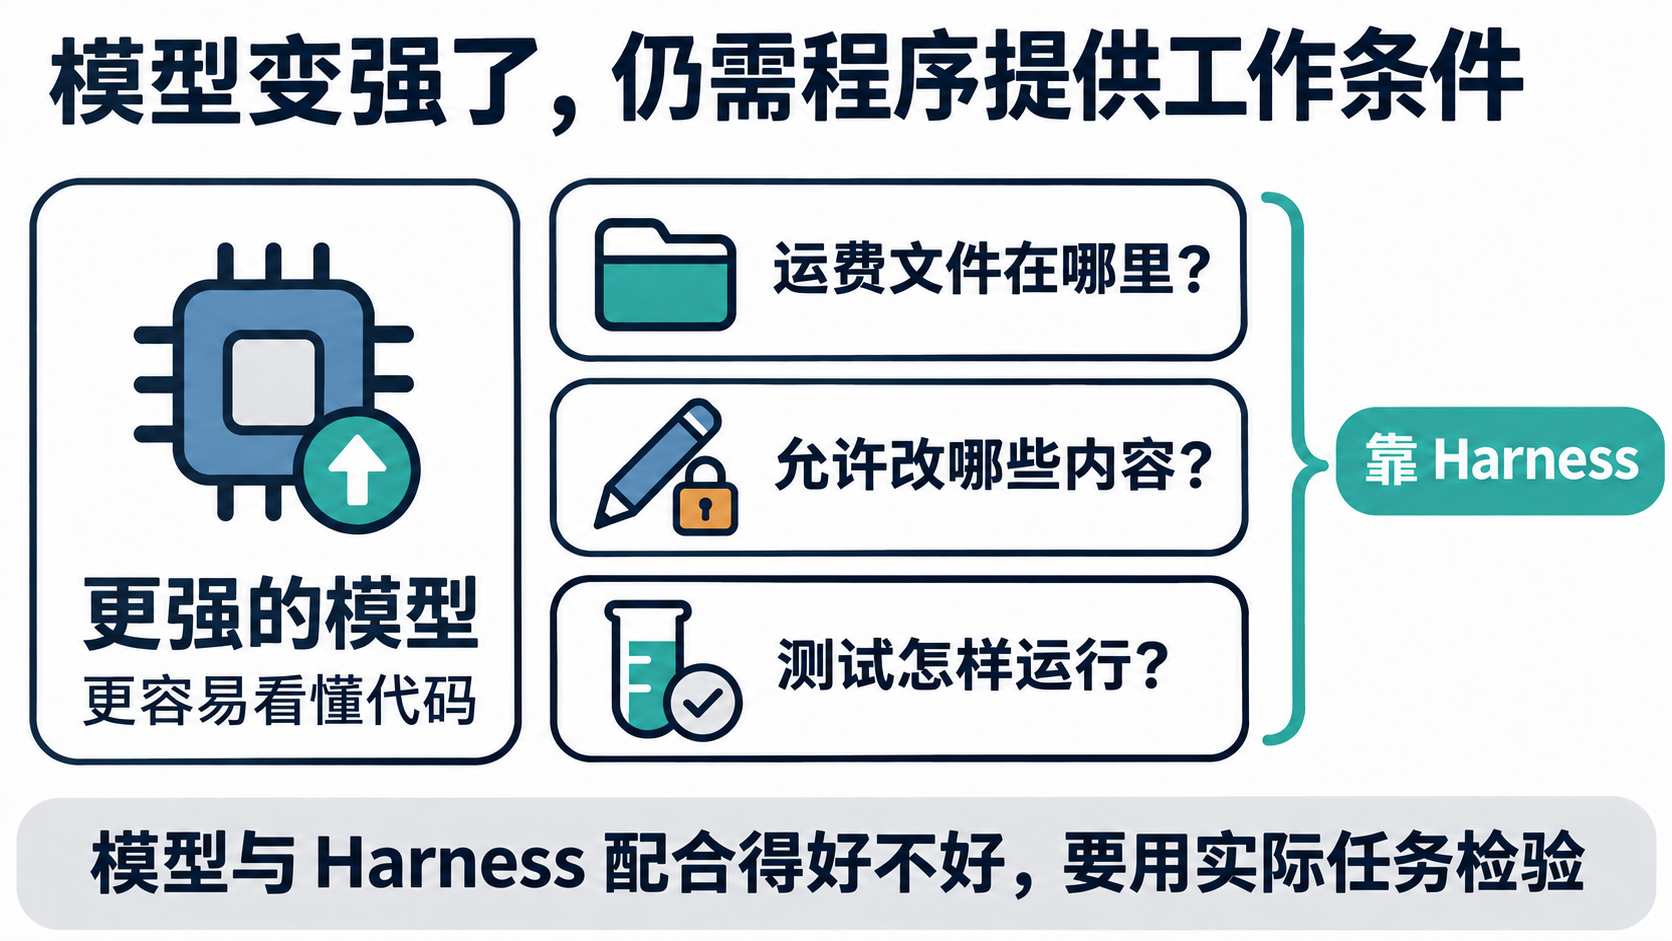 模型变强了，仍需程序提供工作条件
更强的模型
更容易看懂代码
运费文件在哪里？
允许改哪些内容？
测试怎样运行？
靠 Harness
模型与 Harness 配合得好不好，要用实际任务检验